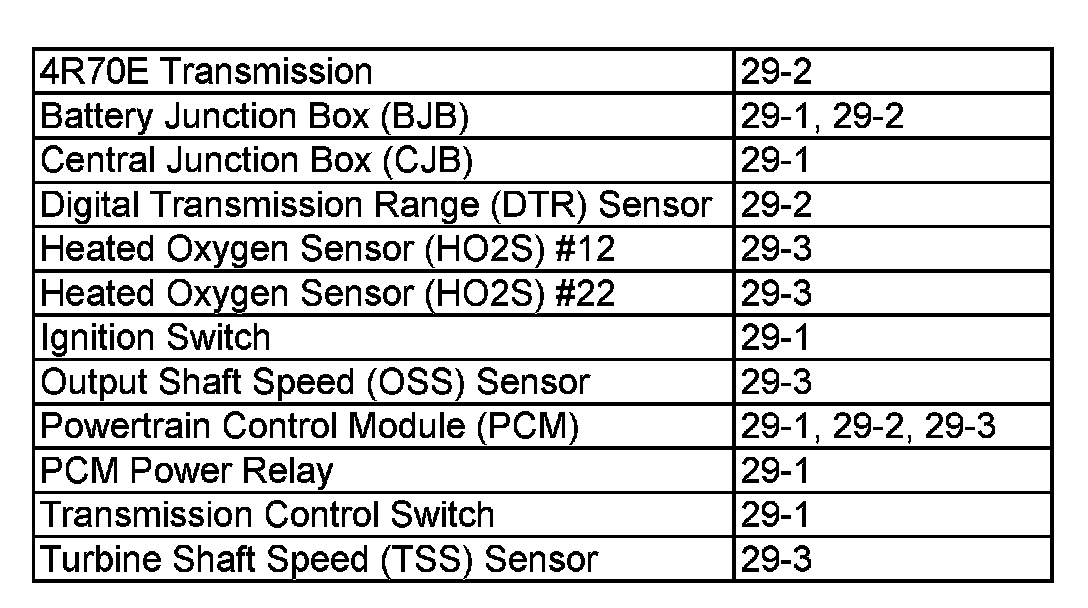 4R70E Transmission 29-2
Battery Junction Box (BJB) 29-1, 29-2
Central Junction Box (CJB) 29-1
Digital Transmission Range (DTR) Sensor 29-2
Heated Oxygen Sensor (HO2S) #12 29-3
Heated Oxygen Sensor (HO2S) #22 29-3
Ignition Switch 29-1
Output Shaft Speed (OSS) Sensor 29-3
Powertrain Control Module (PCM) 29-1, 29-2, 29-3
PCM Power Relay 29-1
Transmission Control Switch 29-1
Turbine Shaft Speed (TSS) Sensor 29-3